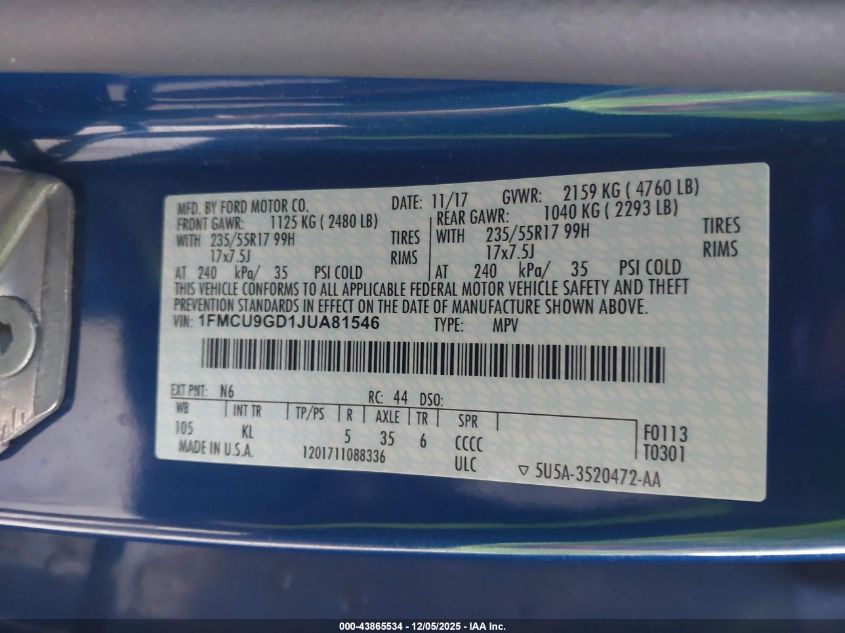 MFD. BY FORD MOTOR CO. DATE: 11/17 GVWR: 2159 KG ( 4760 LB)
FRONT GAWR: 1125 KG ( 2480 LB) REAR GAWR: 1040 KG ( 2293 LB)
WITH 235/55R17 99H TIRES WITH 235/55R17 99H TIRES
17x7.5J RIMS 17x7.5J RIMS
AT 240 kPa/ 35 PSI COLD AT 240 kPa/ 35 PSI COLD
THIS VEHICLE CONFORMS TO ALL APPLICABLE FEDERAL MOTOR VEHICLE SAFETY AND THEFT
PREVENTION STANDARDS IN EFFECT ON THE DATE OF MANUFACTURE SHOWN ABOVE.
VIN: 1FMCU9GD1JUA81546 TYPE: MPV
EXT PNT: N6 RC: 44 DSO:
WB INT TR TP/PS R AXLE TR SPR
105 KL 5 35 6 CCCC F0113
MADE IN U.S.A. 1201711088336 ULC T0301
▽ 5U5A-3520472-AA
000-43865534 - 12/05/2025 - IAA Inc.